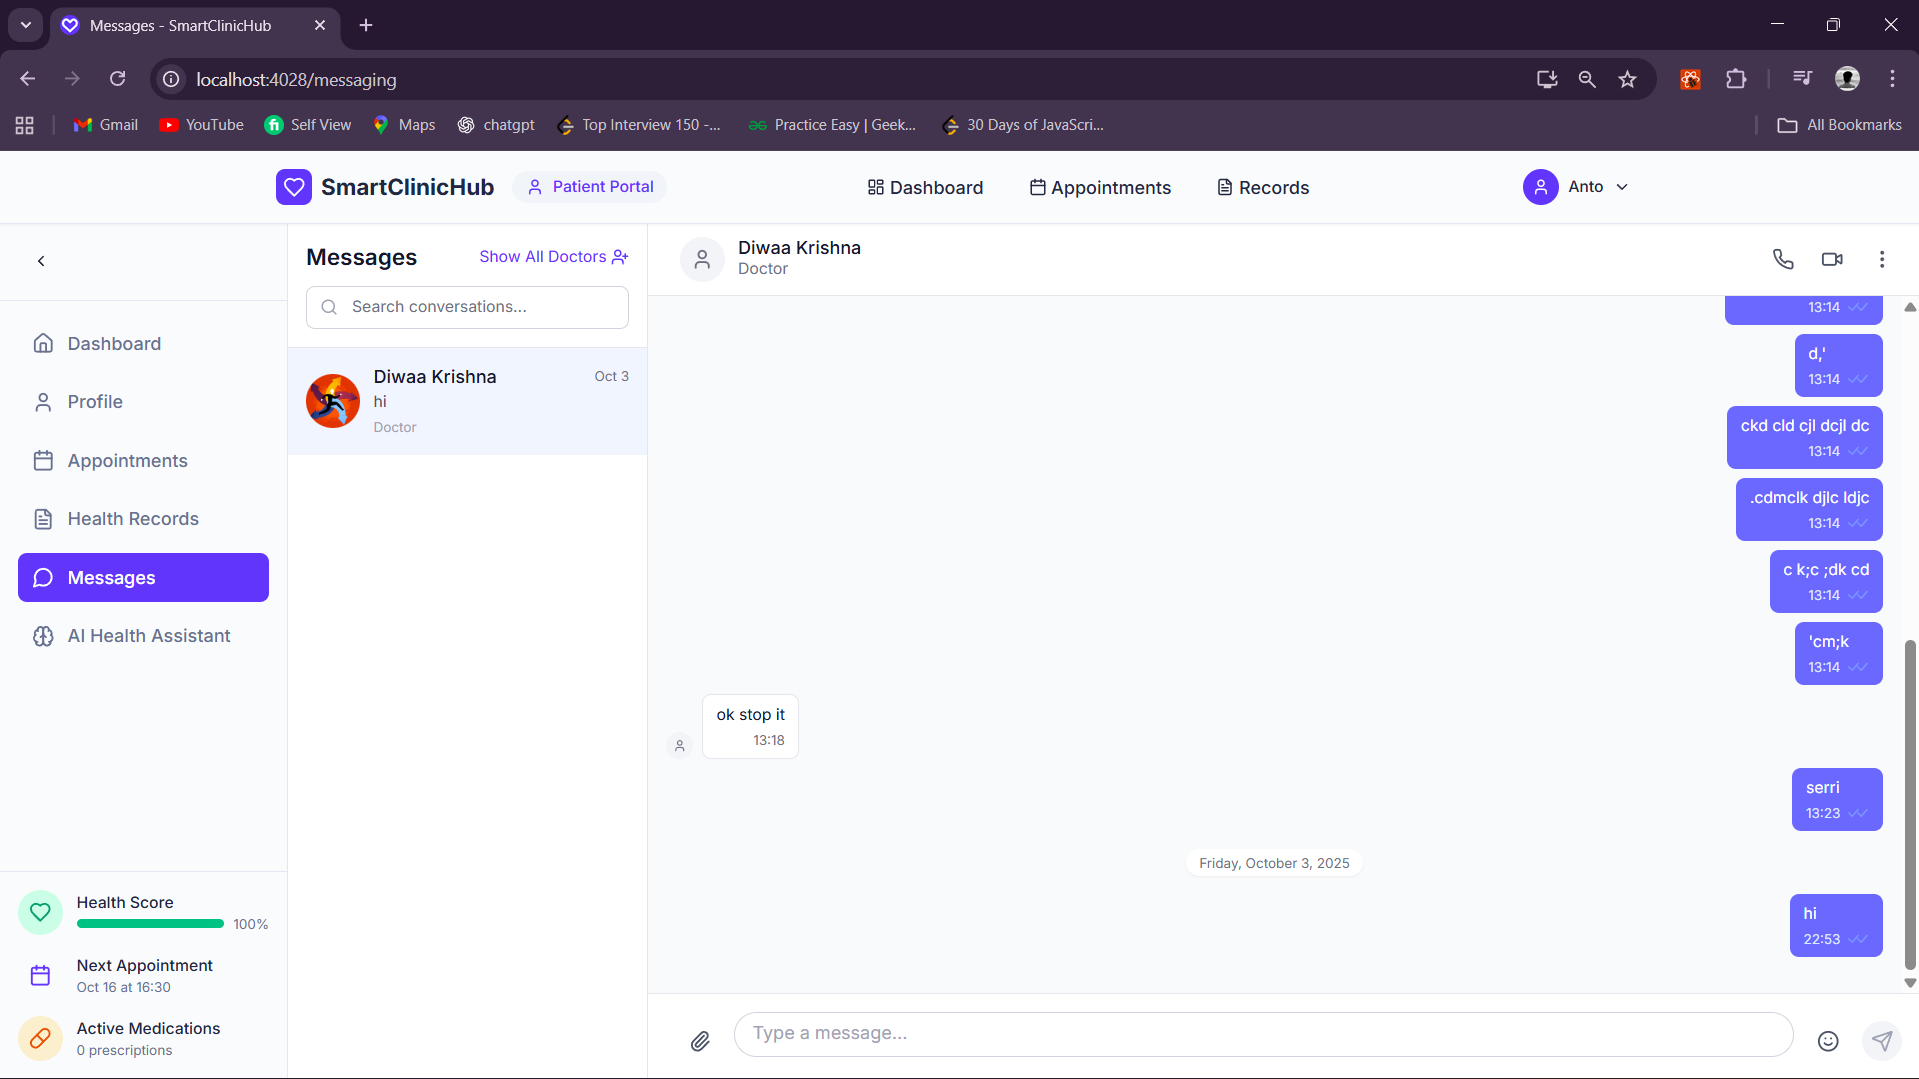 Messages - SmartClinicHub
localhost:4028/messaging
Gmail
YouTube
Self View
Maps
chatgpt
Top Interview 150 -...
Practice Easy | Geek...
30 Days of JavaScri...
All Bookmarks
SmartClinicHub
Patient Portal
Dashboard
Appointments
Records
Anto
Dashboard
Profile
Appointments
Health Records
Messages
AI Health Assistant
Health Score
100%
Next Appointment
Oct 16 at 16:30
Active Medications
0 prescriptions
Messages
Show All Doctors
Search conversations...
Diwaa Krishna
Oct 3
hi
Doctor
Diwaa Krishna
Doctor
13:14
d,'
13:14
ckd cld cjl dcjl dc
13:14
.cdmclk djlc ldjc
13:14
c k;c ;dk cd
13:14
'cm;k
13:14
ok stop it
13:18
serri
13:23
Friday, October 3, 2025
hi
22:53
Type a message...